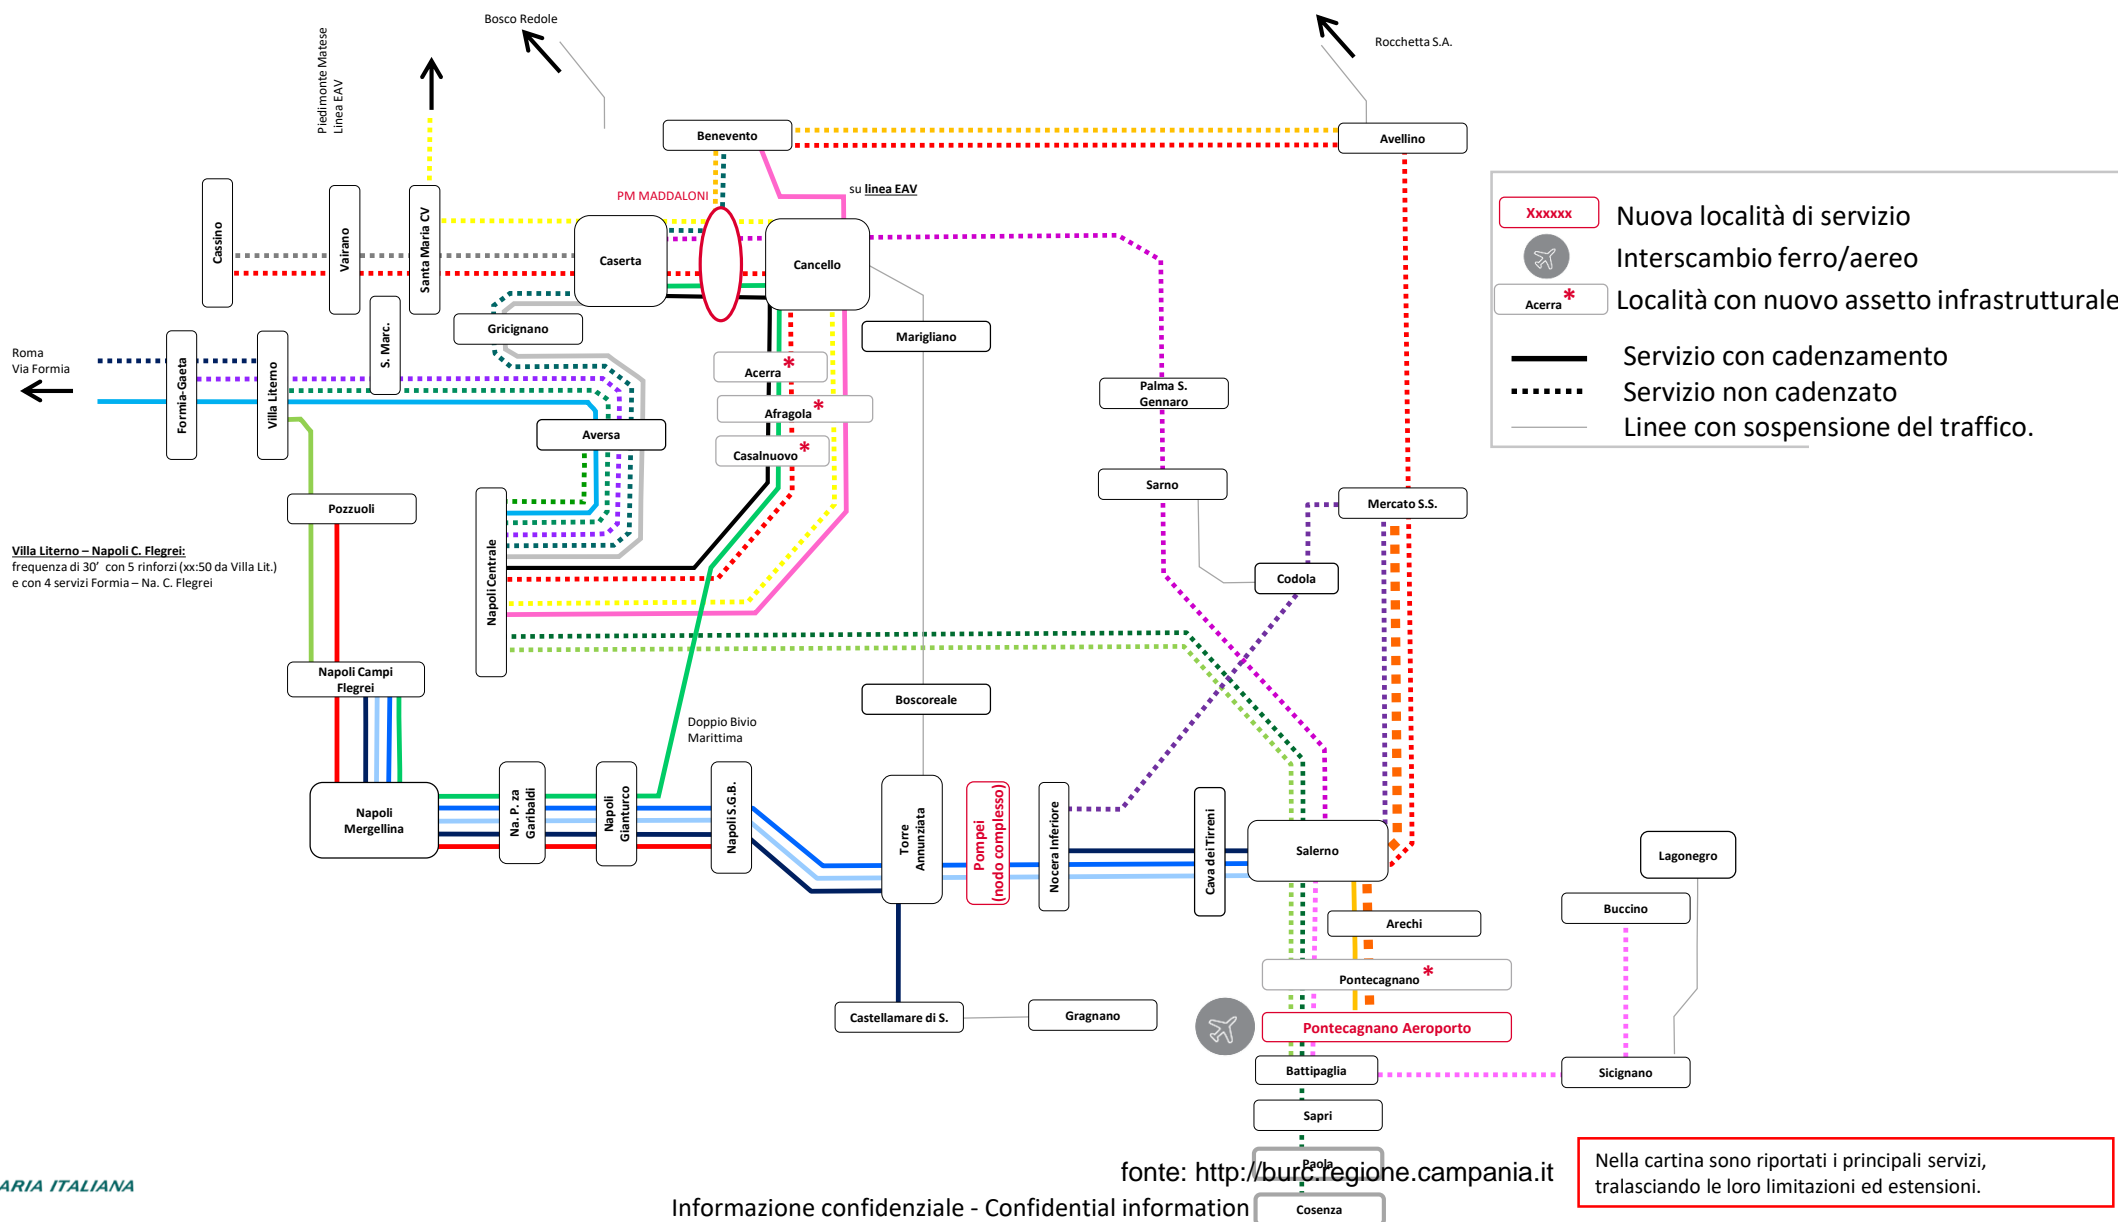 Bosco Redole
Rocchetta S.A.
Piedimonte Matese
Linea EAV
Benevento
Avellino
PM MADDALONI
su linea EAV
Cassino
Vairano
Santa Maria CV
Caserta
Cancello
Xxxxxx
Nuova località di servizio
Interscambio ferro/aereo
Acerra*
Località con nuovo assetto infrastrutturale
Servizio con cadenzamento
Servizio non cadenzato
Linee con sospensione del traffico.
Gricignano
S. Marc.
Marigliano
Roma
Via Formia
Formia-Gaeta
Villa Literno
Acerra*
Afragola*
Casalnuovo*
Palma S.
Gennaro
Aversa
Sarno
Mercato S.S.
Pozzuoli
Napoli Centrale
Villa Literno – Napoli C. Flegrei:
frequenza di 30' con 5 rinforzi (xx:50 da Villa Lit.)
e con 4 servizi Formia – Na. C. Flegrei
Codola
Napoli Campi
Flegrei
Boscoreale
Doppio Bivio
Marittima
Napoli
Mergellina
Na. P. za
Garibaldi
Napoli
Gianturco
Napoli S.G.B.
Torre
Annunziata
Pompei
(nodo complesso)
Nocera Inferiore
Cava dei Tirreni
Salerno
Lagonegro
Buccino
Arechi
Pontecagnano*
Castellamare di S.
Gragnano
Pontecagnano Aeroporto
Battipaglia
Sicignano
Sapri
Paola
fonte: http://burc.regione.campania.it
Nella cartina sono riportati i principali servizi,
tralasciando le loro limitazioni ed estensioni.
ARIA ITALIANA
Informazione confidenziale - Confidential information
Cosenza